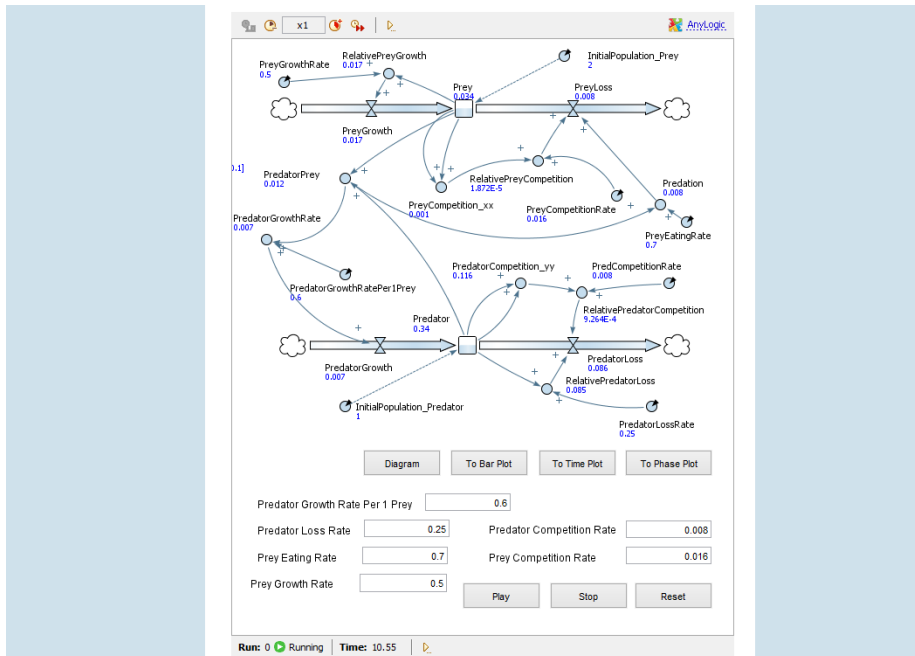 x1
AnyLogic
RelativePreyGrowth
0.017
InitialPopulation_Prey
2
PreyGrowthRate
0.5
Prey
0.034
PreyLoss
0.008
PreyGrowth
0.017
0.1]
PredatorPrey
0.012
RelativePreyCompetition
1.872E-5
Predation
0.008
PreyCompetition_xx
0.001
PreyCompetitionRate
0.016
PredatorGrowthRate
0.007
PreyEatingRate
0.7
PredatorCompetition_yy
0.116
PredCompetitionRate
0.008
PredatorGrowthRatePer1Prey
0.6
RelativePredatorCompetition
9.264E-4
Predator
0.34
PredatorGrowth
0.007
PredatorLoss
0.086
RelativePredatorLoss
0.085
InitialPopulation_Predator
1
PredatorLossRate
0.25
Diagram To Bar Plot To Time Plot To Phase Plot
Predator Growth Rate Per 1 Prey 0.6
Predator Loss Rate 0.25 Predator Competition Rate 0.008
Prey Eating Rate 0.7 Prey Competition Rate 0.016
Prey Growth Rate 0.5
Play Stop Reset
Run: 0 Running Time: 10.55